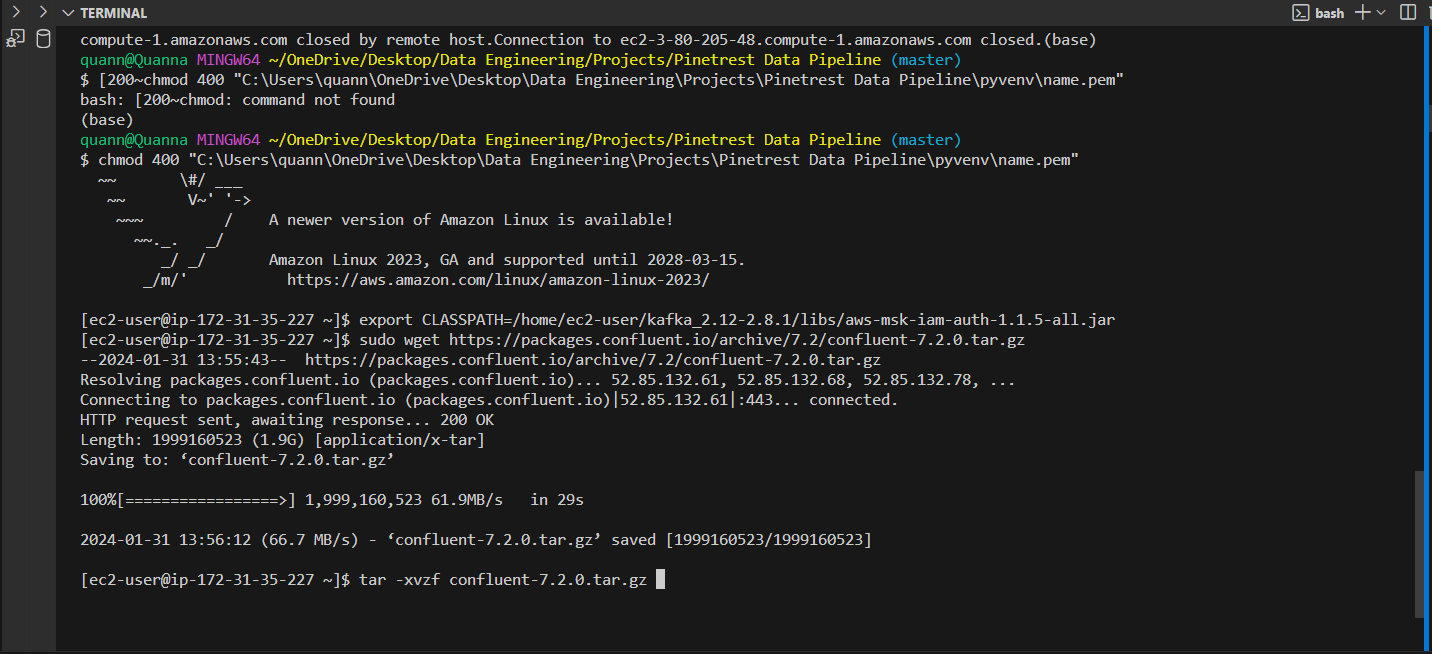 TERMINAL
bash
compute-1.amazonaws.com closed by remote host.Connection to ec2-3-80-205-48.compute-1.amazonaws.com closed.(base)
quann@Quanna MINGW64 ~/OneDrive/Desktop/Data Engineering/Projects/Pinetrest Data Pipeline (master)
$ [200~chmod 400 "C:\Users\quann\OneDrive\Desktop\Data Engineering\Projects\Pinetrest Data Pipeline\pyvenv\name.pem"
bash: [200~chmod: command not found
(base)
quann@Quanna MINGW64 ~/OneDrive/Desktop/Data Engineering/Projects/Pinetrest Data Pipeline (master)
$ chmod 400 "C:\Users\quann\OneDrive\Desktop\Data Engineering\Projects\Pinetrest Data Pipeline\pyvenv\name.pem"
  ~~       \#/ ___
   ~~       V~' '->
    ~~~         /    A newer version of Amazon Linux is available!
      ~~._.   _/
         _/ _/       Amazon Linux 2023, GA and supported until 2028-03-15.
       _/m/'           https://aws.amazon.com/linux/amazon-linux-2023/
[ec2-user@ip-172-31-35-227 ~]$ export CLASSPATH=/home/ec2-user/kafka_2.12-2.8.1/libs/aws-msk-iam-auth-1.1.5-all.jar
[ec2-user@ip-172-31-35-227 ~]$ sudo wget https://packages.confluent.io/archive/7.2/confluent-7.2.0.tar.gz
--2024-01-31 13:55:43--  https://packages.confluent.io/archive/7.2/confluent-7.2.0.tar.gz
Resolving packages.confluent.io (packages.confluent.io)... 52.85.132.61, 52.85.132.68, 52.85.132.78, ...
Connecting to packages.confluent.io (packages.confluent.io)|52.85.132.61|:443... connected.
HTTP request sent, awaiting response... 200 OK
Length: 1999160523 (1.9G) [application/x-tar]
Saving to: ‘confluent-7.2.0.tar.gz’
100%[=================>] 1,999,160,523 61.9MB/s   in 29s
2024-01-31 13:56:12 (66.7 MB/s) - ‘confluent-7.2.0.tar.gz’ saved [1999160523/1999160523]
[ec2-user@ip-172-31-35-227 ~]$ tar -xvzf confluent-7.2.0.tar.gz